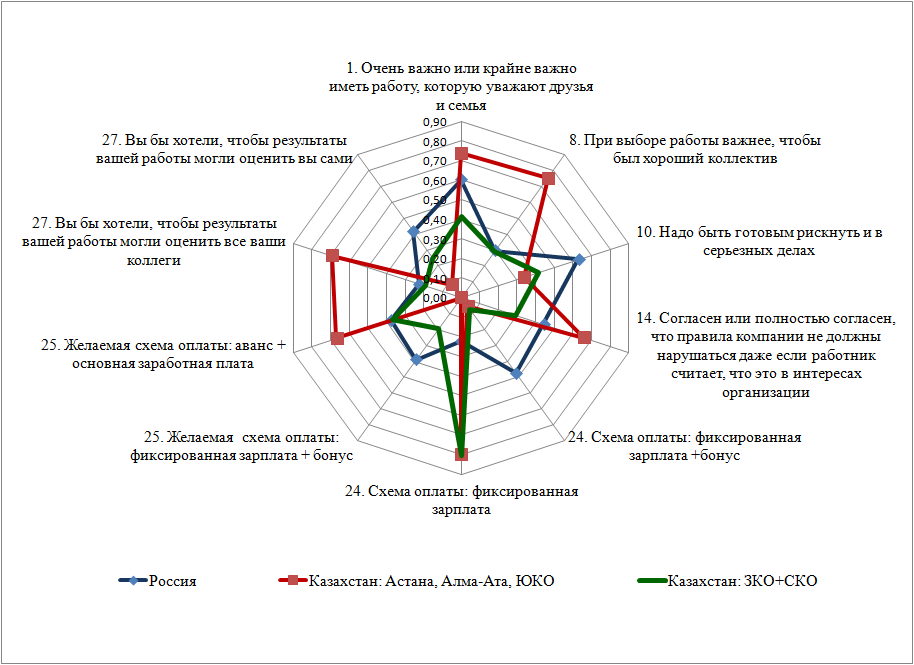 1. Очень важно или крайне важно
иметь работу, которую уважают друзья
и семья
27. Вы бы хотели, чтобы результаты
вашей работы могли оценить вы сами
8. При выборе работы важнее, чтобы
был хороший коллектив
27. Вы бы хотели, чтобы результаты
вашей работы могли оценить все ваши
коллеги
10. Надо быть готовым рискнуть и в
серьезных делах
0,90
0,80
0,70
0,60
0,50
0,40
0,30
0,20
0,10
0,00
25. Желаемая схема оплаты: аванс +
основная заработная плата
14. Согласен или полностью согласен,
что правила компании не должны
нарушаться даже если работник
считает, что это в интересах
организации
25. Желаемая схема оплаты:
фиксированная зарплата + бонус
24. Схема оплаты: фиксированная
зарплата +бонус
24. Схема оплаты: фиксированная
зарплата
Россия
Казахстан: Астана, Алма-Ата, ЮКО
Казахстан: ЗКО+СКО